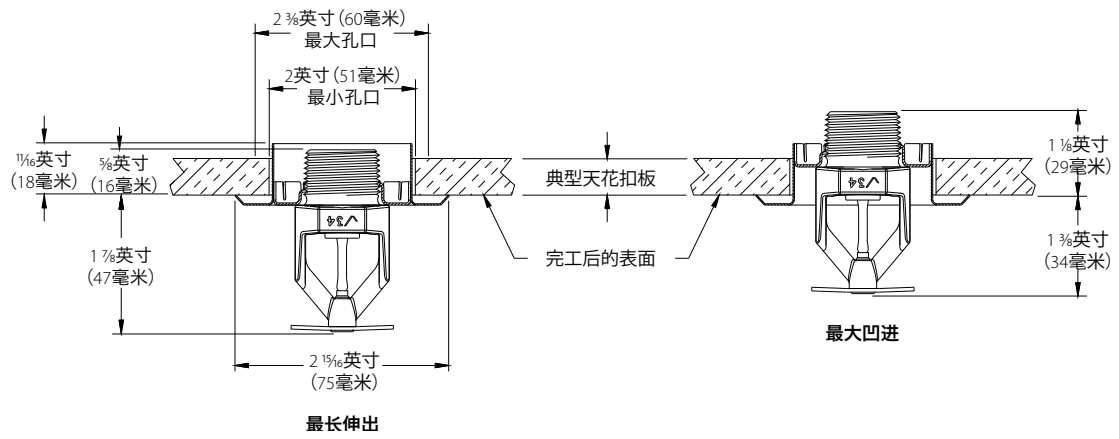 2 ⅜英寸 (60毫米)
最大孔口
2英寸 (51毫米)
最小孔口
¹¹⁄₁₆英寸
(18毫米)
⅝英寸
(16毫米)
1 ⅞英寸
(47毫米)
2 ¹⁵⁄₁₆英寸
(75毫米)
最长伸出
典型天花扣板
完工后的表面
V34
1 ⅛英寸
(29毫米)
1 ⅜英寸
(34毫米)
V34
最大凹进